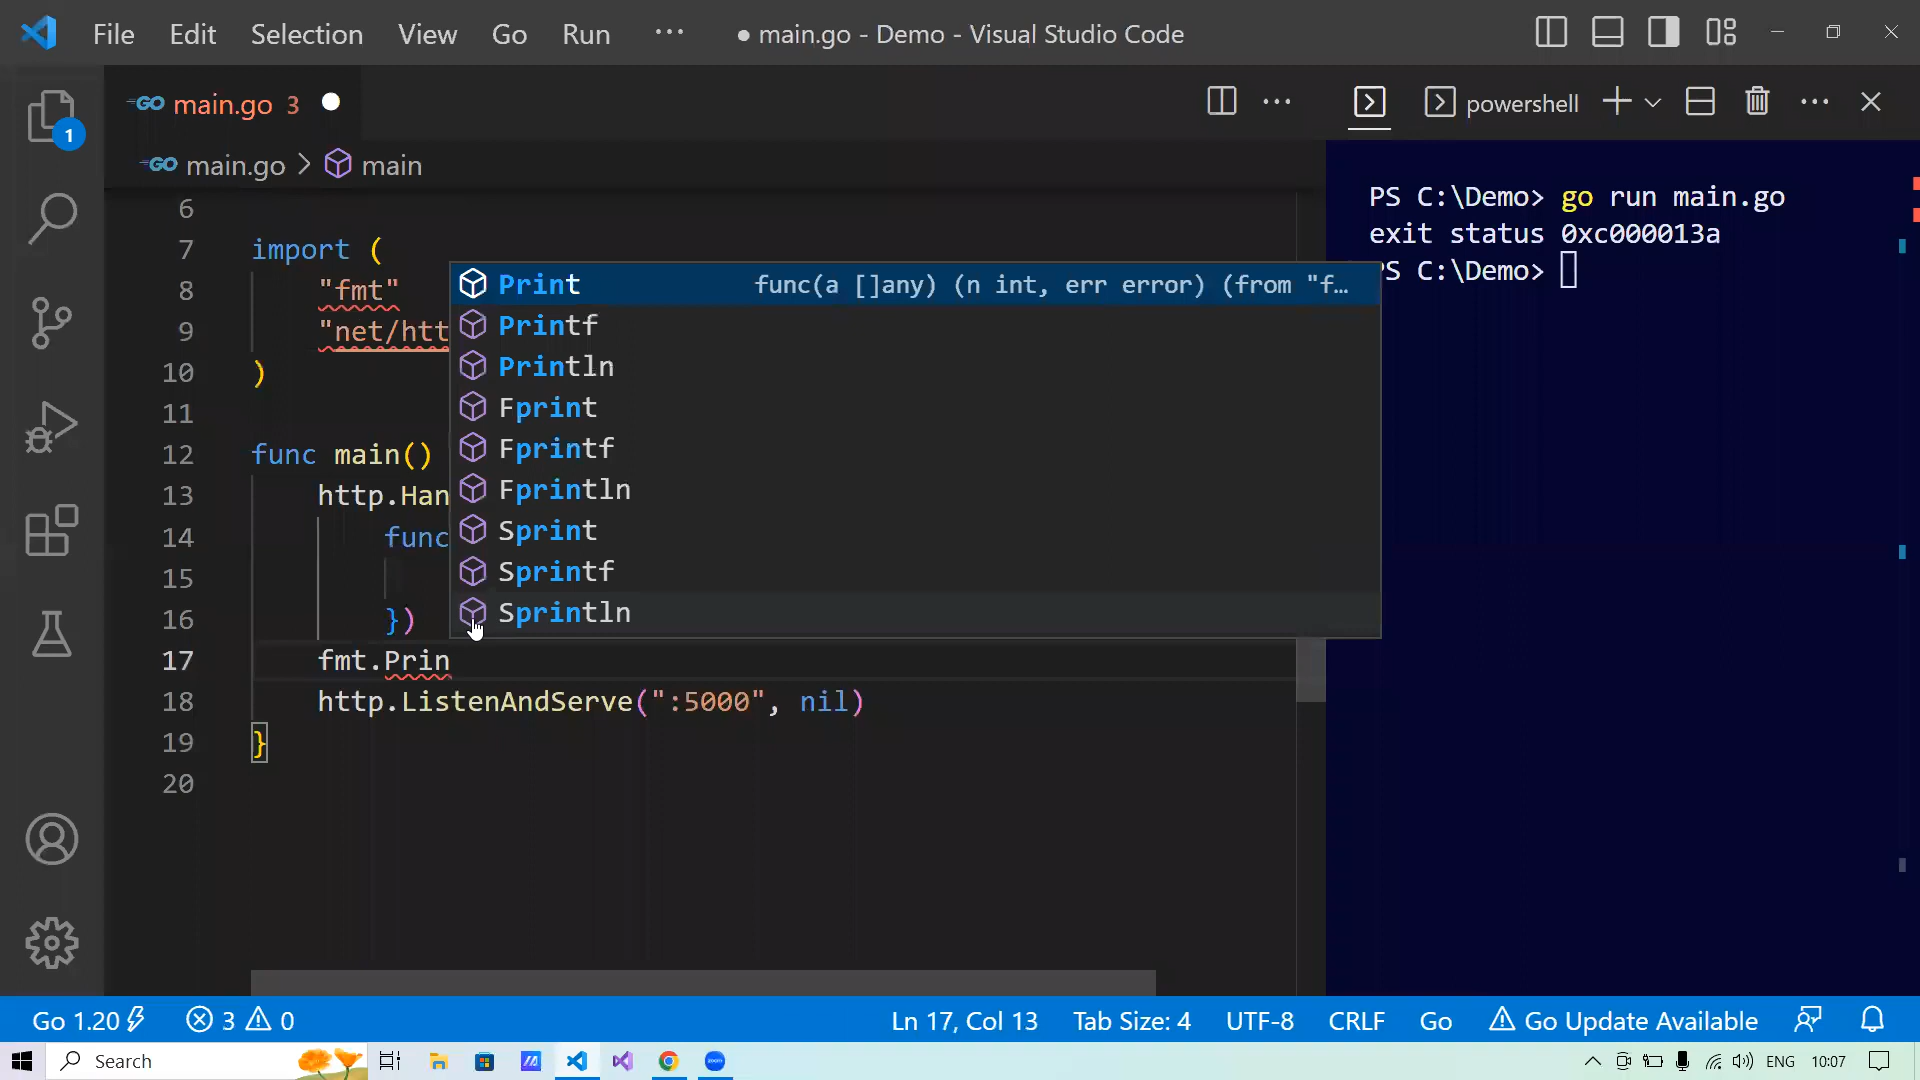 File Edit Selection View Go Run ··· ● main.go - Demo - Visual Studio Code
GO main.go 3 powershell
GO main.go > main
6
7 import (
8 "fmt"
9 "net/htt
10 )
11
12 func main()
13 http.Han
14 func
15
16 })
17 fmt.Prin
18 http.ListenAndServe(":5000", nil)
19 }
20
Print func(a []any) (n int, err error) (from "f…
Printf
Println
Fprint
Fprintf
Fprintln
Sprint
Sprintf
Sprintln
PS C:\Demo> go run main.go
exit status 0xc000013a
PS C:\Demo>
1
Go 1.20 3 0 Ln 17, Col 13 Tab Size: 4 UTF-8 CRLF Go Go Update Available
Search zoom ENG 10:07